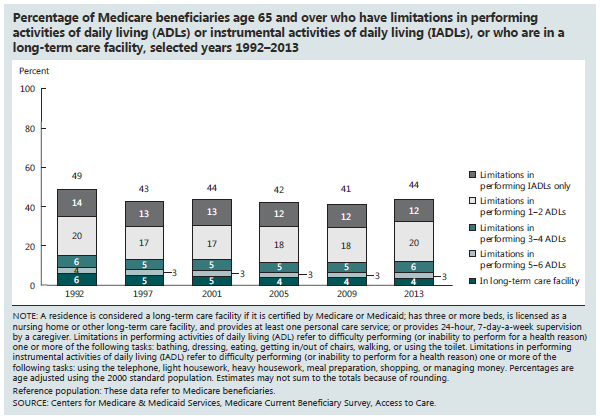 Percentage of Medicare beneficiaries age 65 and over who have limitations in performing
activities of daily living (ADLs) or instrumental activities of daily living (IADLs), or who are in a
long-term care facility, selected years 1992–2013
Percent
100
80
60
40
20
0
49
14
20
6
4
6
1992
43
13
17
5
3
5
1997
44
13
17
5
3
5
2001
42
12
18
5
3
4
2005
41
12
18
5
3
4
2009
44
12
20
6
3
4
2013
Limitations in
performing IADLs only
Limitations in
performing 1–2 ADLs
Limitations in
performing 3–4 ADLs
Limitations in
performing 5–6 ADLs
In long-term care facility
NOTE: A residence is considered a long-term care facility if it is certified by Medicare or Medicaid; has three or more beds, is licensed as a
nursing home or other long-term care facility, and provides at least one personal care service; or provides 24-hour, 7-day-a-week supervision
by a caregiver. Limitations in performing activities of daily living (ADL) refer to difficulty performing (or inability to perform for a health reason)
one or more of the following tasks: bathing, dressing, eating, getting in/out of chairs, walking, or using the toilet. Limitations in performing
instrumental activities of daily living (IADL) refer to difficulty performing (or inability to perform for a health reason) one or more of the
following tasks: using the telephone, light housework, heavy housework, meal preparation, shopping, or managing money. Percentages are
age adjusted using the 2000 standard population. Estimates may not sum to the totals because of rounding.
Reference population: These data refer to Medicare beneficiaries.
SOURCE: Centers for Medicare & Medicaid Services, Medicare Current Beneficiary Survey, Access to Care.